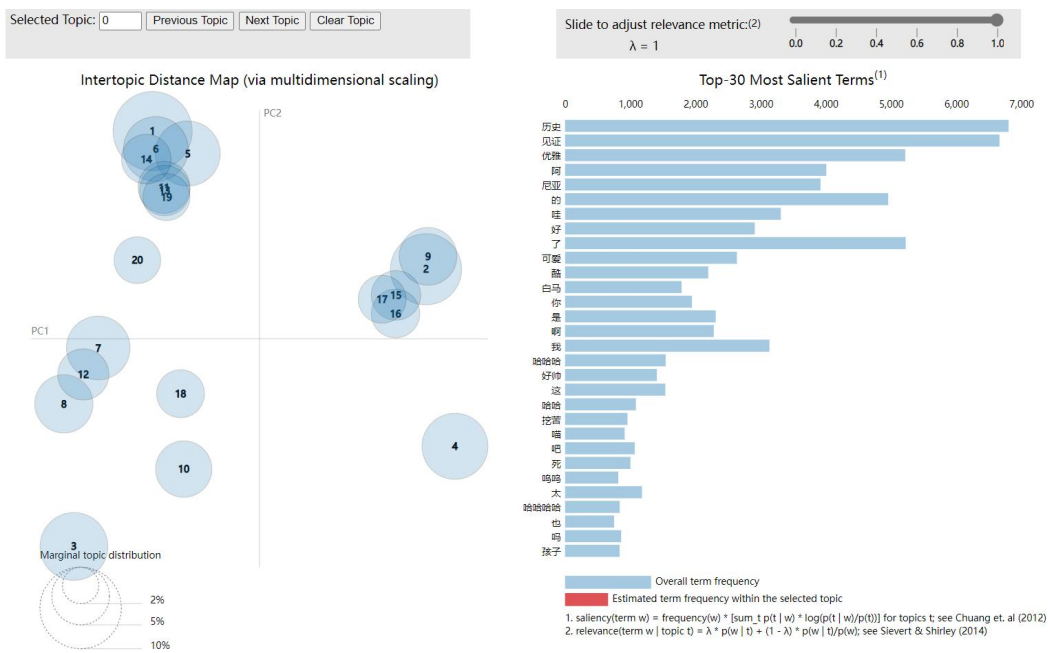 Selected Topic: 0 Previous Topic Next Topic Clear Topic
Slide to adjust relevance metric:(2)
λ = 1
0.0 0.2 0.4 0.6 0.8 1.0
Intertopic Distance Map (via multidimensional scaling)
PC2
PC1
1
6
5
14
11
19
20
9
2
17
15
16
7
12
8
18
10
4
3
Marginal topic distribution
2%
5%
10%
Top-30 Most Salient Terms(1)
0 1,000 2,000 3,000 4,000 5,000 6,000 7,000
历史
见证
优雅
阿
尼亚
的
哇
好
了
可爱
酷
白马
你
是
啊
我
哈哈哈
好帅
这
哈哈
挖苦
喵
吧
死
呜呜
太
哈哈哈哈
也
吗
孩子
Overall term frequency
Estimated term frequency within the selected topic
1. saliency(term w) = frequency(w) * [sum_t p(t | w) * log(p(t | w)/p(t))] for topics t; see Chuang et. al (2012)
2. relevance(term w | topic t) = λ * p(w | t) + (1 - λ) * p(w | t)/p(w); see Sievert & Shirley (2014)